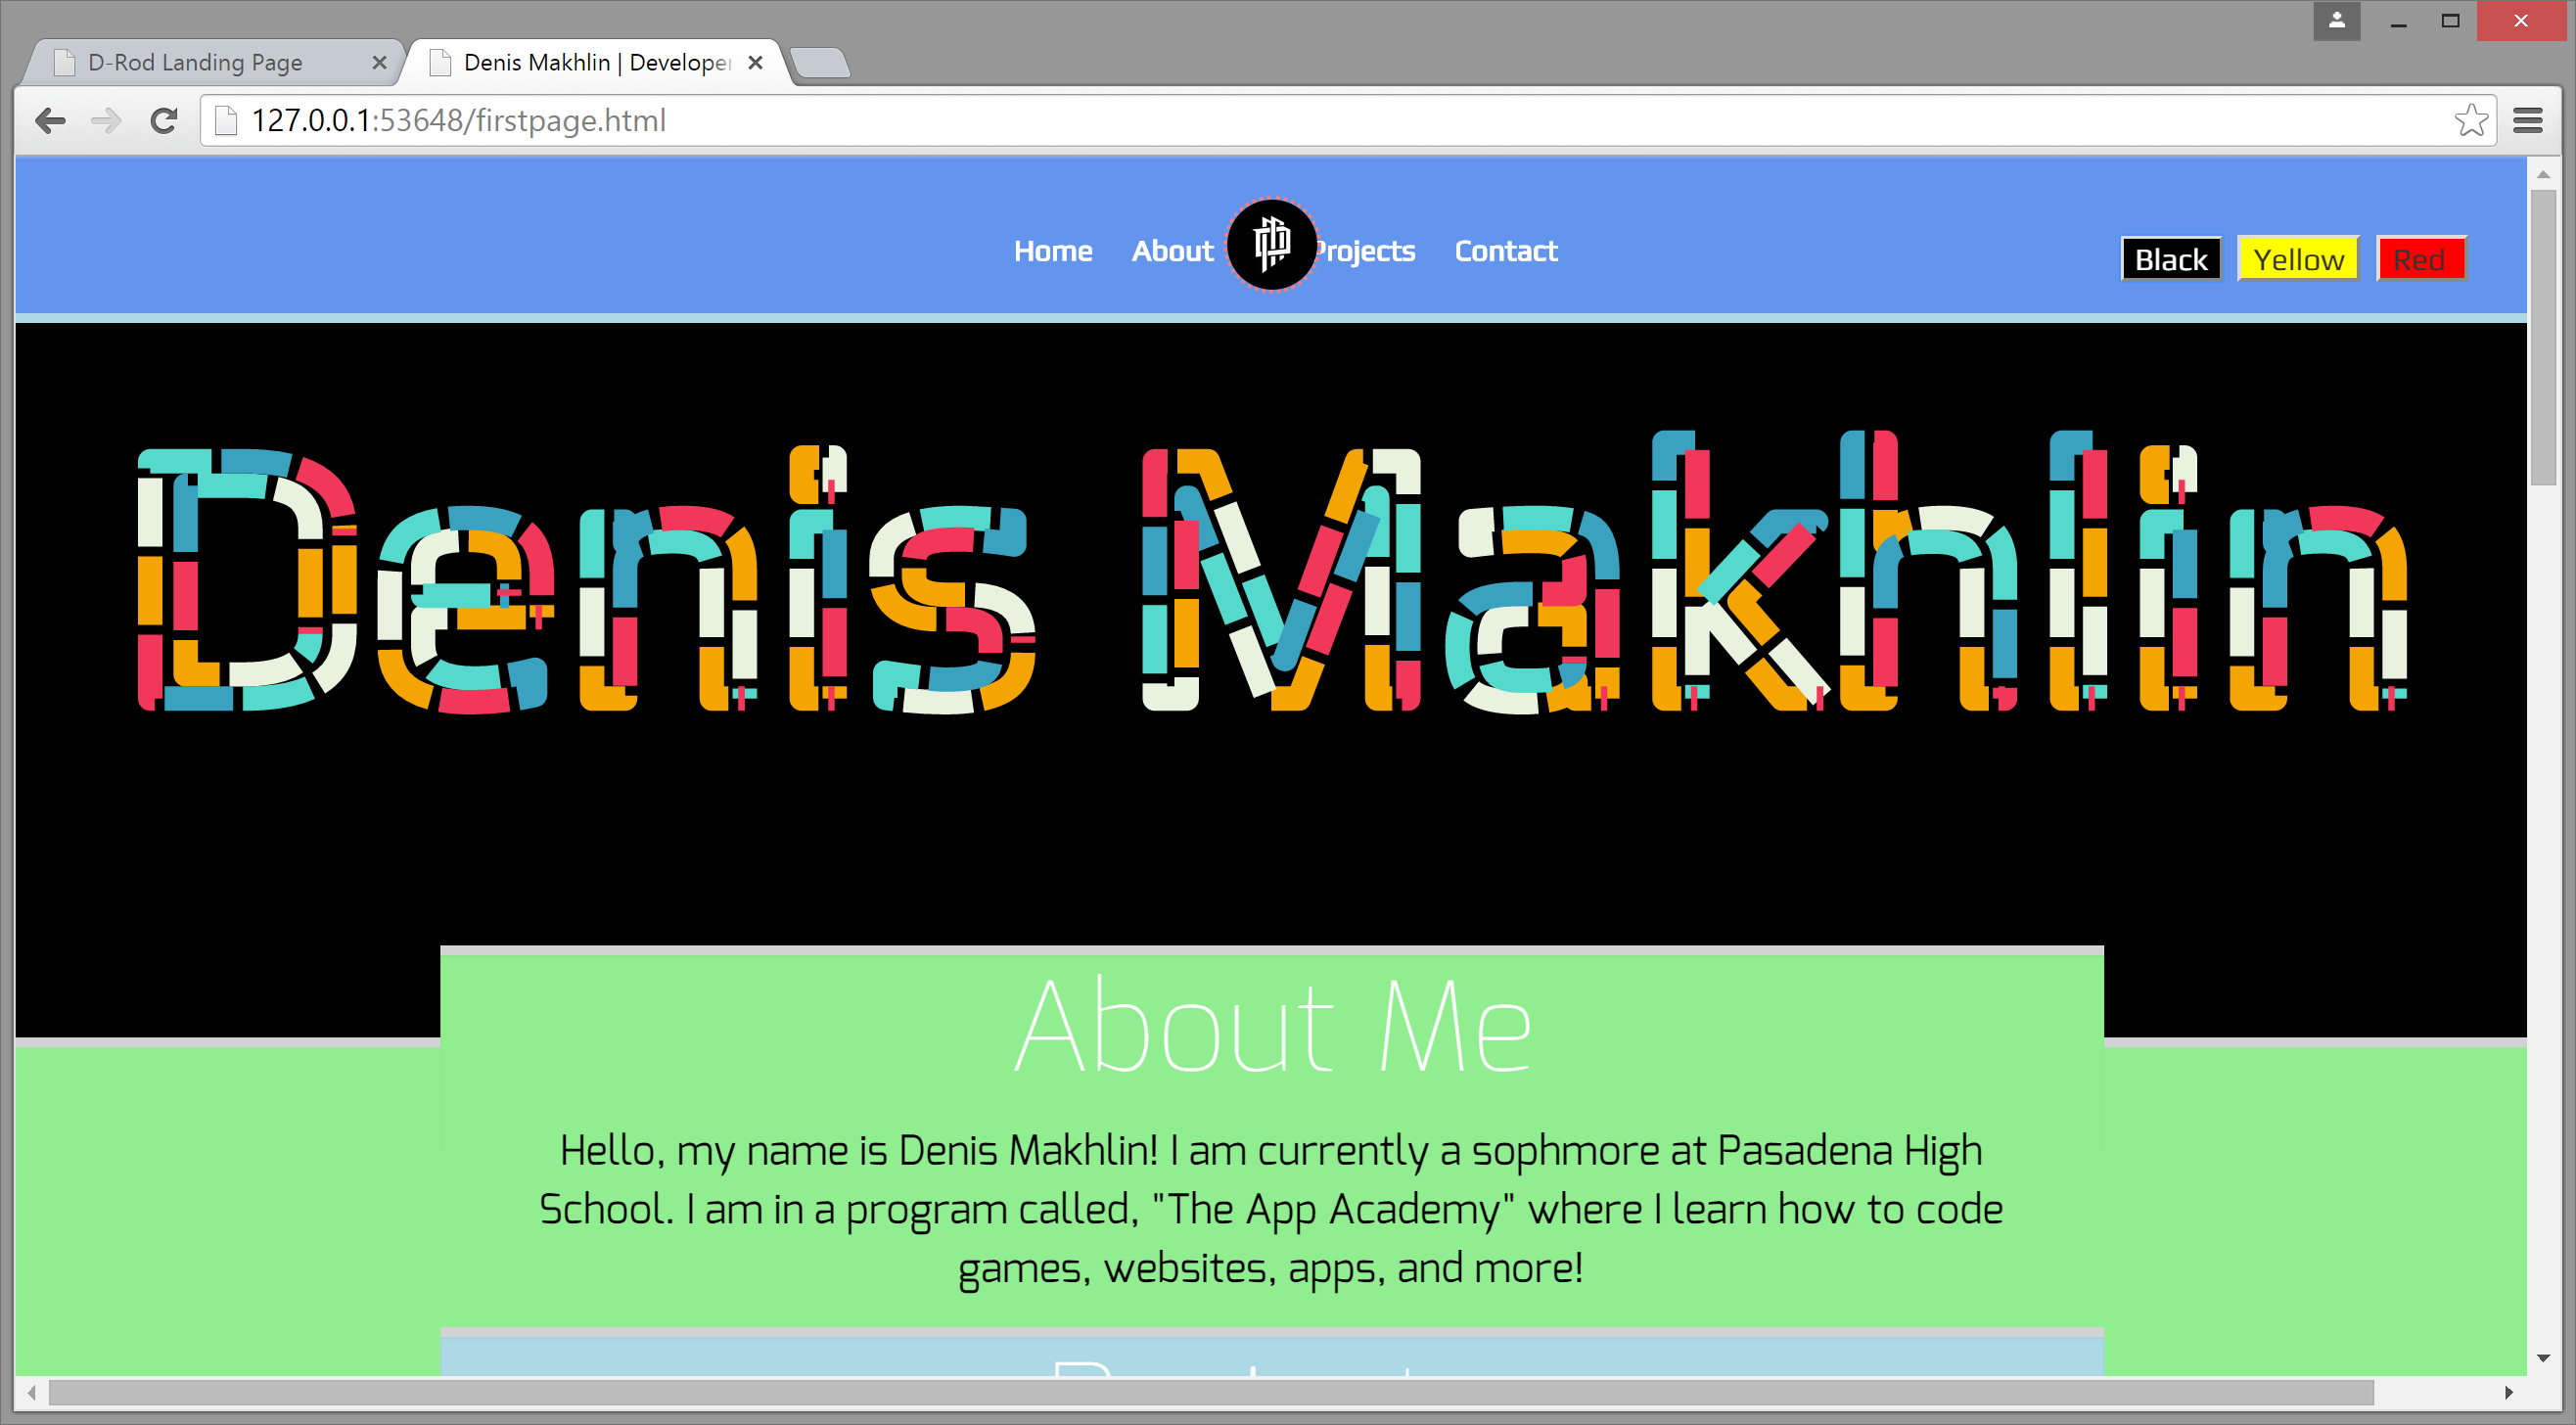 D-Rod Landing Page
Denis Makhlin | Developer
127.0.0.1:53648/firstpage.html
Home About Projects Contact
Black Yellow Red
Denis Makhlin
About Me
Hello, my name is Denis Makhlin! I am currently a sophmore at Pasadena High
School. I am in a program called, "The App Academy" where I learn how to code
games, websites, apps, and more!